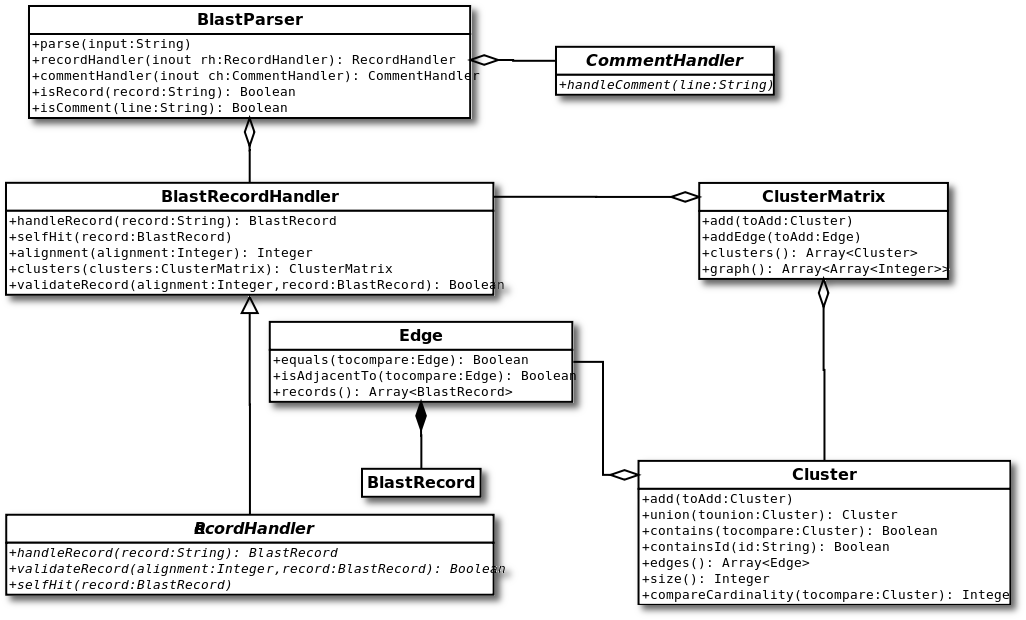 BlastParser
+parse(input:String)
+recordHandler(inout rh:RecordHandler): RecordHandler
+commentHandler(inout ch:CommentHandler): CommentHandler
+isRecord(record:String): Boolean
+isComment(line:String): Boolean
CommentHandler
+handleComment(line:String)
BlastRecordHandler
+handleRecord(record:String): BlastRecord
+selfHit(record:BlastRecord)
+alignment(alignment:Integer): Integer
+clusters(clusters:ClusterMatrix): ClusterMatrix
+validateRecord(alignment:Integer,record:BlastRecord): Boolean
ClusterMatrix
+add(toAdd:Cluster)
+addEdge(toAdd:Edge)
+clusters(): Array<Cluster>
+graph(): Array<Array<Integer>>
Edge
+equals(tocompare:Edge): Boolean
+isAdjacentTo(tocompare:Edge): Boolean
+records(): Array<BlastRecord>
BlastRecord
Cluster
+add(toAdd:Cluster)
+union(tounion:Cluster): Cluster
+contains(tocompare:Cluster): Boolean
+containsId(id:String): Boolean
+edges(): Array<Edge>
+size(): Integer
+compareCardinality(tocompare:Cluster): Intege
+handleRecord(record:String): BlastRecord
+validateRecord(alignment:Integer,record:BlastRecord): Boolean
+selfHit(record:BlastRecord)